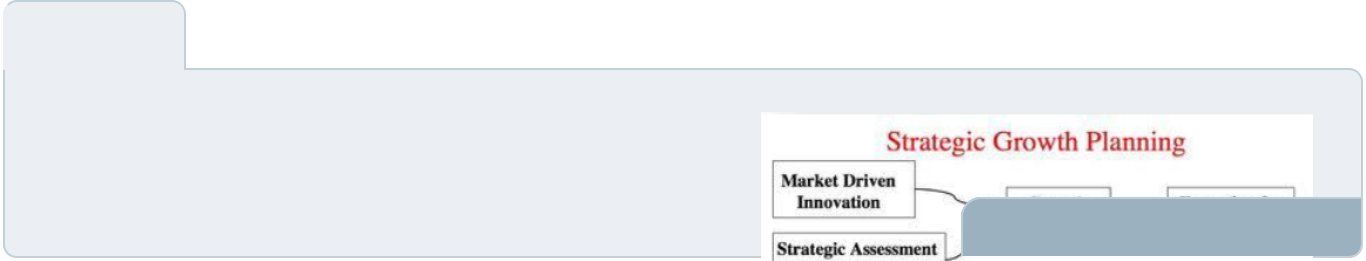 Strategic Growth Planning
Market Driven
Innovation
Strategic Assessment